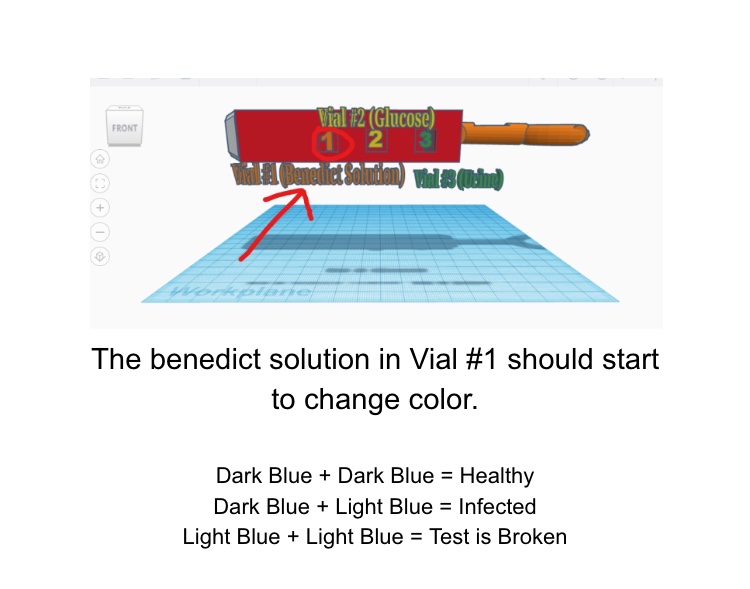 FRONT
Vial #2 (Glucose)
1 2 3
Vial #1 (Benedict Solution)
Vial #3 (Urine)
Workplane
The benedict solution in Vial #1 should start
to change color.
Dark Blue + Dark Blue = Healthy
Dark Blue + Light Blue = Infected
Light Blue + Light Blue = Test is Broken